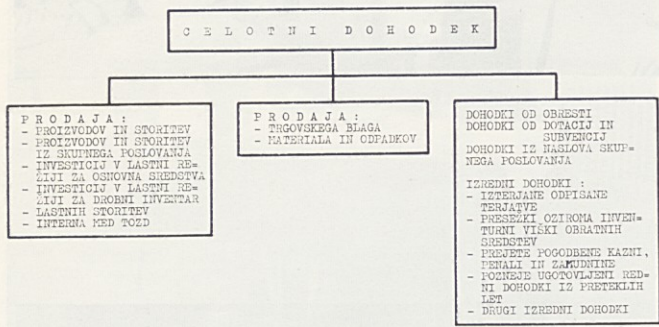 C E L O T N I   D O H O D E K
P R O D A J A :
- PROIZVODOV IN STORITEV
- PROIZVODOV IN STORITEV
IZ SKUPNEGA POSLOVANJA
- INVESTICIJ V LASTNI RE=
ŽIJI ZA OSNOVNA SREDSTVA
- INVESTICIJ V LASTNI RE=
ŽIJI ZA DROBNI INVENTAR
- LASTNIH STORITEV
- INTERNA MED TOZD
P R O D A J A :
- TRGOVSKEGA BLAGA
- MATERIALA IN ODPADKOV
DOHODKI OD OBRESTI
DOHODKI OD DOTACIJ IN
SUBVENCIJ
DOHODKI IZ NASLOVA SKUP=
NEGA POSLOVANJA
IZREDNI DOHODKI :
- IZTERJANE ODPISANE
TERJATVE
- PRESEŽKI OZIROMA INVEN=
TURNI VIŠKI OBRATNIH
SREDSTEV
- PREJETE POGODBENE KAZNI,
PENALI IN ZAMUDNINE
- POZNEJE UGOTOVLJENI RED=
NI DOHODKI IZ PRETEKLIH
LET
- DRUGI IZREDNI DOHODKI